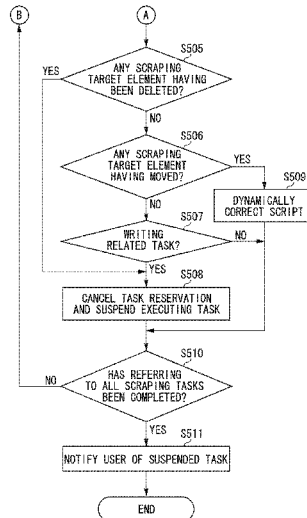 B
A
S505
ANY SCRAPING
TARGET ELEMENT HAVING
BEEN DELETED?
YES
NO
S506
ANY SCRAPING
TARGET ELEMENT
HAVING MOVED?
YES
S509
NO
DYNAMICALLY
CORRECT SCRIPT
S507
WRITING
RELATED TASK?
NO
YES
S508
CANCEL TASK RESERVATION
AND SUSPEND EXECUTING TASK
S510
HAS REFERRING
TO ALL SCRAPING TASKS
BEEN COMPLETED?
NO
YES
S511
NOTIFY USER OF SUSPENDED TASK
END